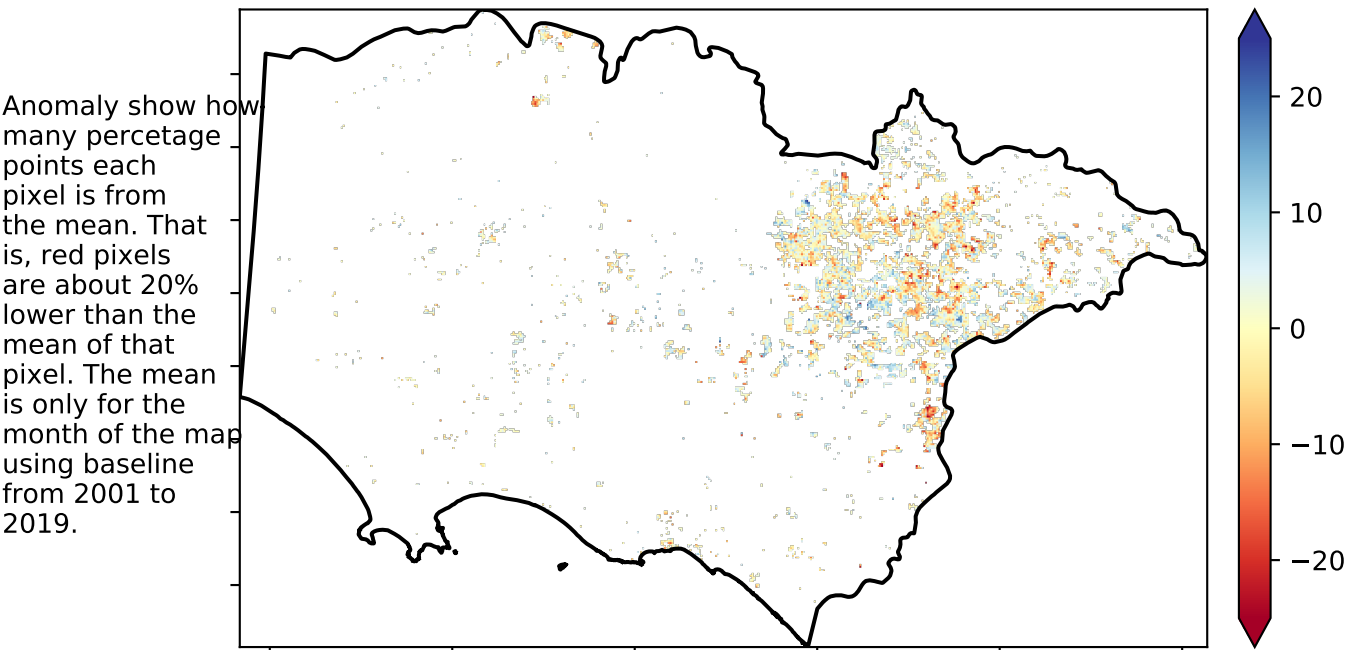 Anomaly show how
many percetage
points each
pixel is from
the mean. That
is, red pixels
are about 20%
lower than the
mean of that
pixel. The mean
is only for the
month of the map
using baseline
from 2001 to
2019.
20
10
0
−10
−20